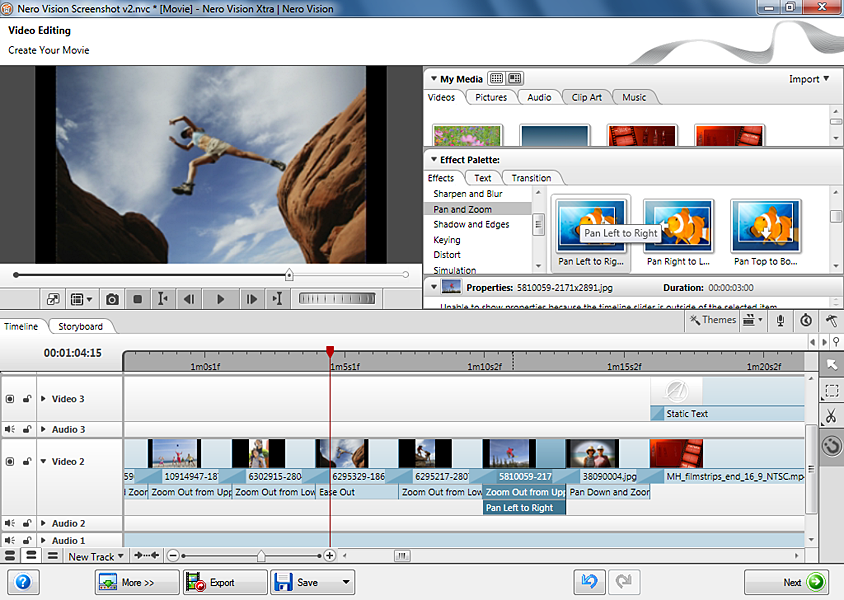 Nero Vision Screenshot v2.nvc * [Movie] - Nero Vision Xtra | Nero Vision
Video Editing
Create Your Movie
My Media
Import
Videos Pictures Audio Clip Art Music
Effect Palette:
Effects Text Transition
Sharpen and Blur
Pan and Zoom
Shadow and Edges
Keying
Distort
Simulation
Pan Left to Right
Pan Left to Rig... Pan Right to L... Pan Top to Bo...
Properties: 5810059-2171x2891.jpg Duration: 00:00:03:00
Unable to show properties because the timeline slider is outside of the selected item
Themes
Timeline Storyboard
00:01:04:15
1m0s1f 1m5s1f 1m10s2f 1m15s2f 1m20s2f
Video 3
Static Text
Audio 3
Video 2
59 10914947-187 6302915-280 6295329-186 6295217-280 5810059-217 38090004.jpg MH_filmstrips_end_16_9_NTSC.mp
l Zoor Zoom Out from Upp Zoom Out from Low Ease Out Zoom Out from Low Zoom Out from Upp Pan Down and Zoor
Pan Left to Right
Audio 2
Audio 1
New Track
? More >> Export Save Next